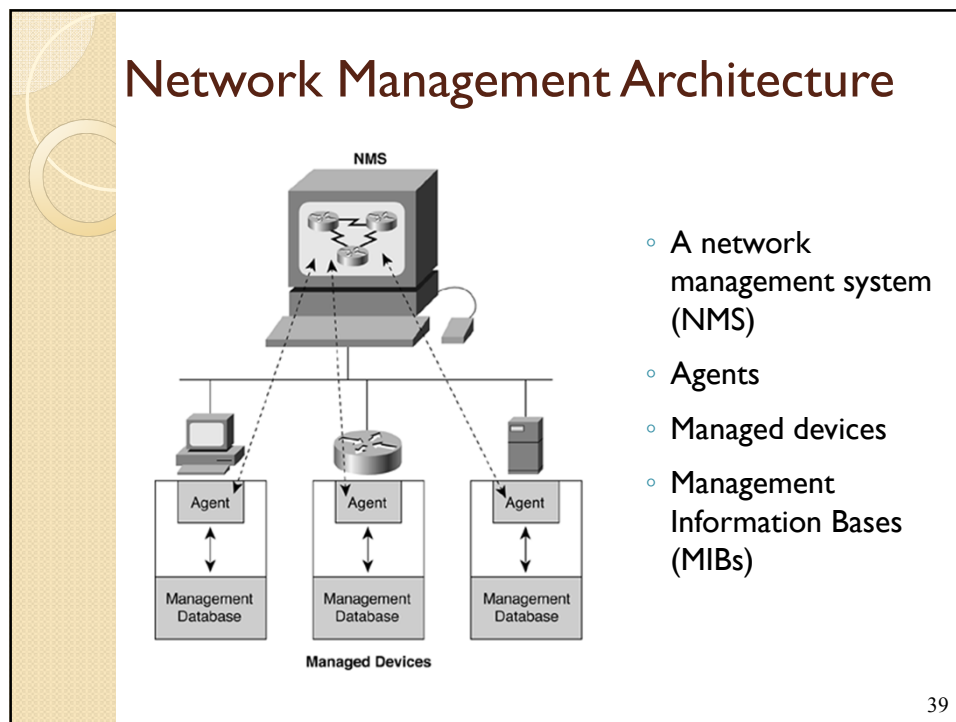 Network Management Architecture
NMS
Agent
Agent
Agent
Management
Database
Management
Database
Management
Database
Managed Devices
◦ A network
management system
(NMS)
◦ Agents
◦ Managed devices
◦ Management
Information Bases
(MIBs)
39